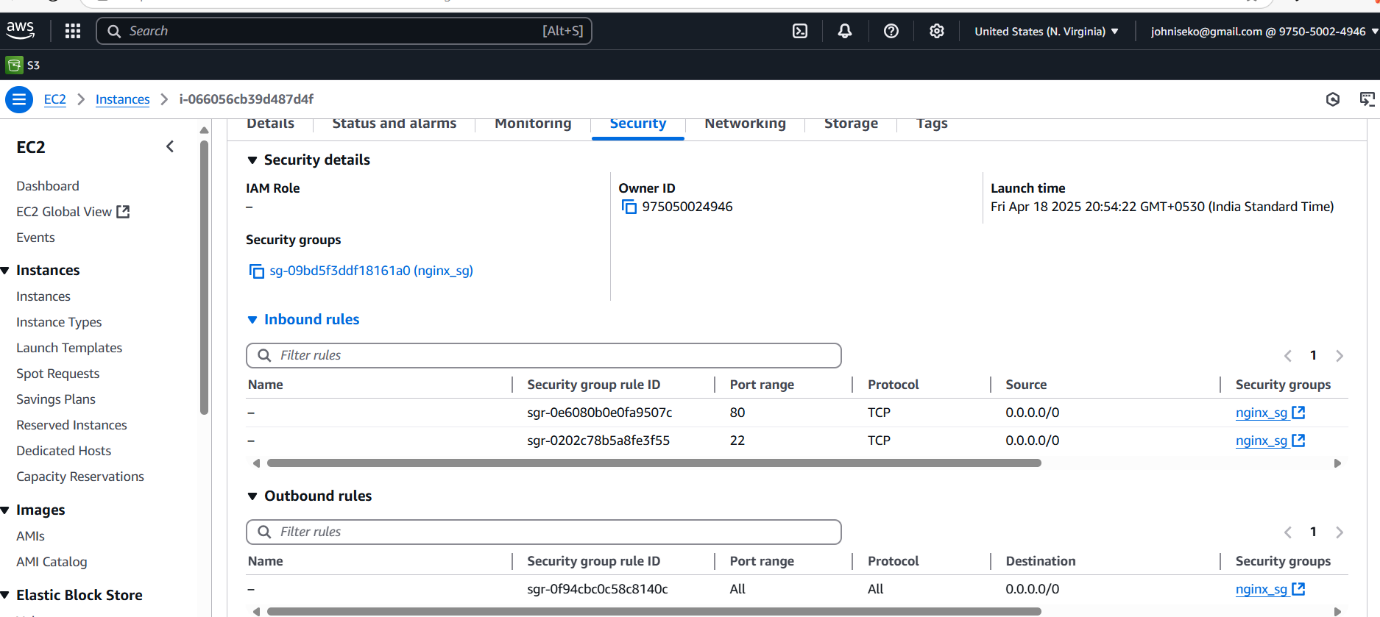 aws
Search [Alt+S] United States (N. Virginia) johniseko@gmail.com @ 9750-5002-4946
S3
EC2 Instances i-066056cb39d487d4f
EC2
Dashboard
EC2 Global View
Events
Instances
Instances
Instance Types
Launch Templates
Spot Requests
Savings Plans
Reserved Instances
Dedicated Hosts
Capacity Reservations
Images
AMIs
AMI Catalog
Elastic Block Store
Details Status and alarms Monitoring Security Networking Storage Tags
Security details
IAM Role
–
Owner ID
975050024946
Launch time
Fri Apr 18 2025 20:54:22 GMT+0530 (India Standard Time)
Security groups
sg-09bd5f3ddf18161a0 (nginx_sg)
Inbound rules
Filter rules
1
Name Security group rule ID Port range Protocol Source Security groups
– sgr-0e6080b0e0fa9507c 80 TCP 0.0.0.0/0 nginx_sg
– sgr-0202c78b5a8fe3f55 22 TCP 0.0.0.0/0 nginx_sg
Outbound rules
Filter rules
1
Name Security group rule ID Port range Protocol Destination Security groups
– sgr-0f94cbc0c58c8140c All All 0.0.0.0/0 nginx_sg